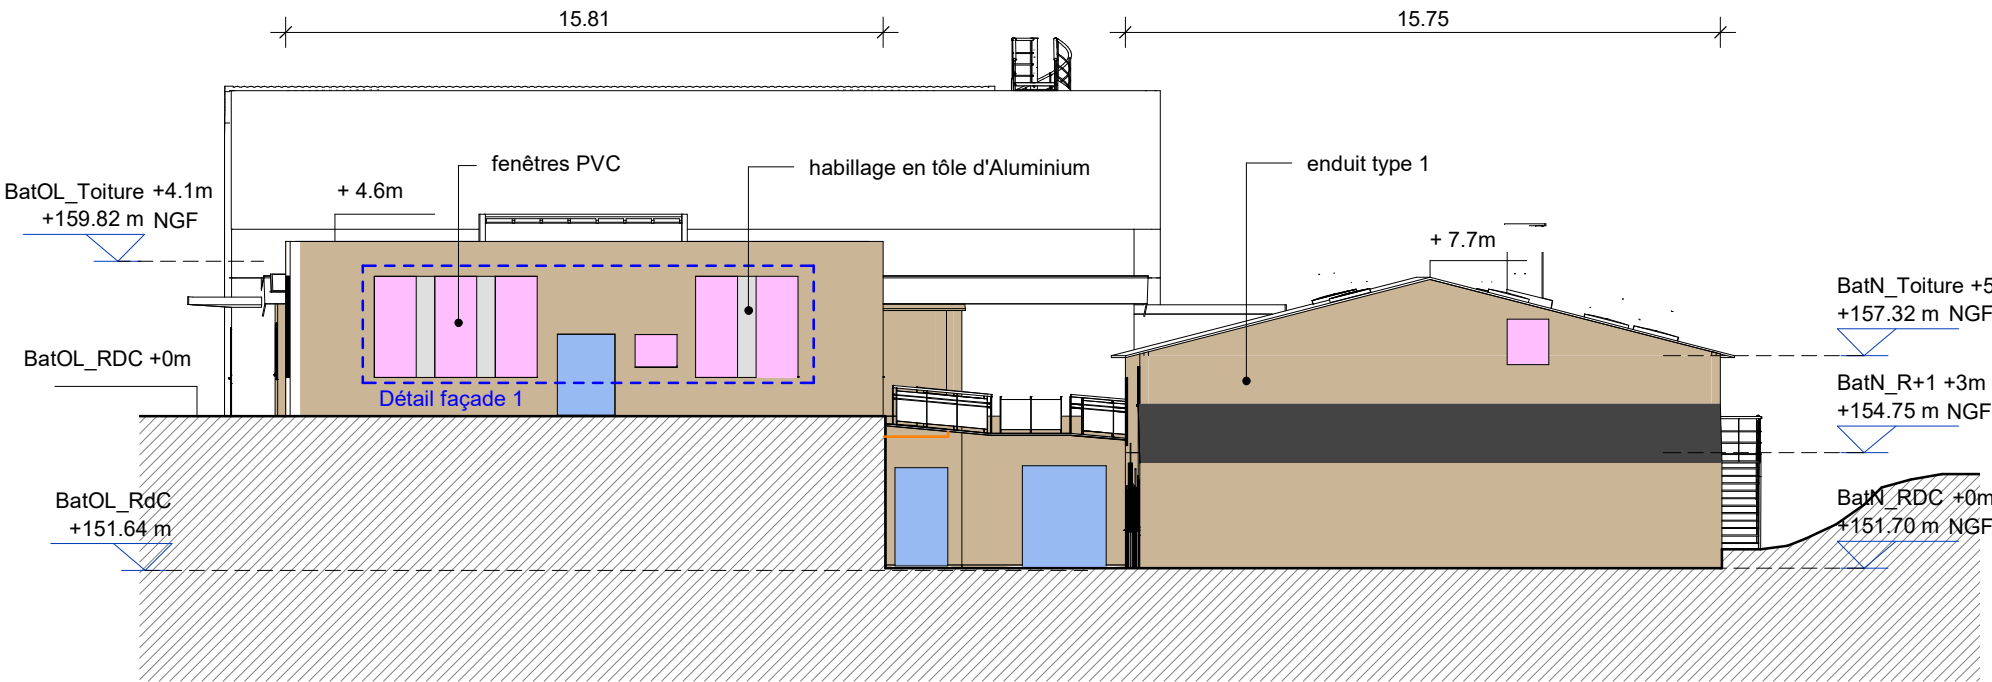 15.81
15.75
fenêtres PVC
habillage en tôle d'Aluminium
enduit type 1
BatOL_Toiture +4.1m
+159.82 m NGF
+ 4.6m
+ 7.7m
BatN_Toiture +5
+157.32 m NGF
BatOL_RDC +0m
Détail façade 1
BatN_R+1 +3m
+154.75 m NGF
BatOL_RdC
+151.64 m
BatN_RDC +0m
+151.70 m NGF